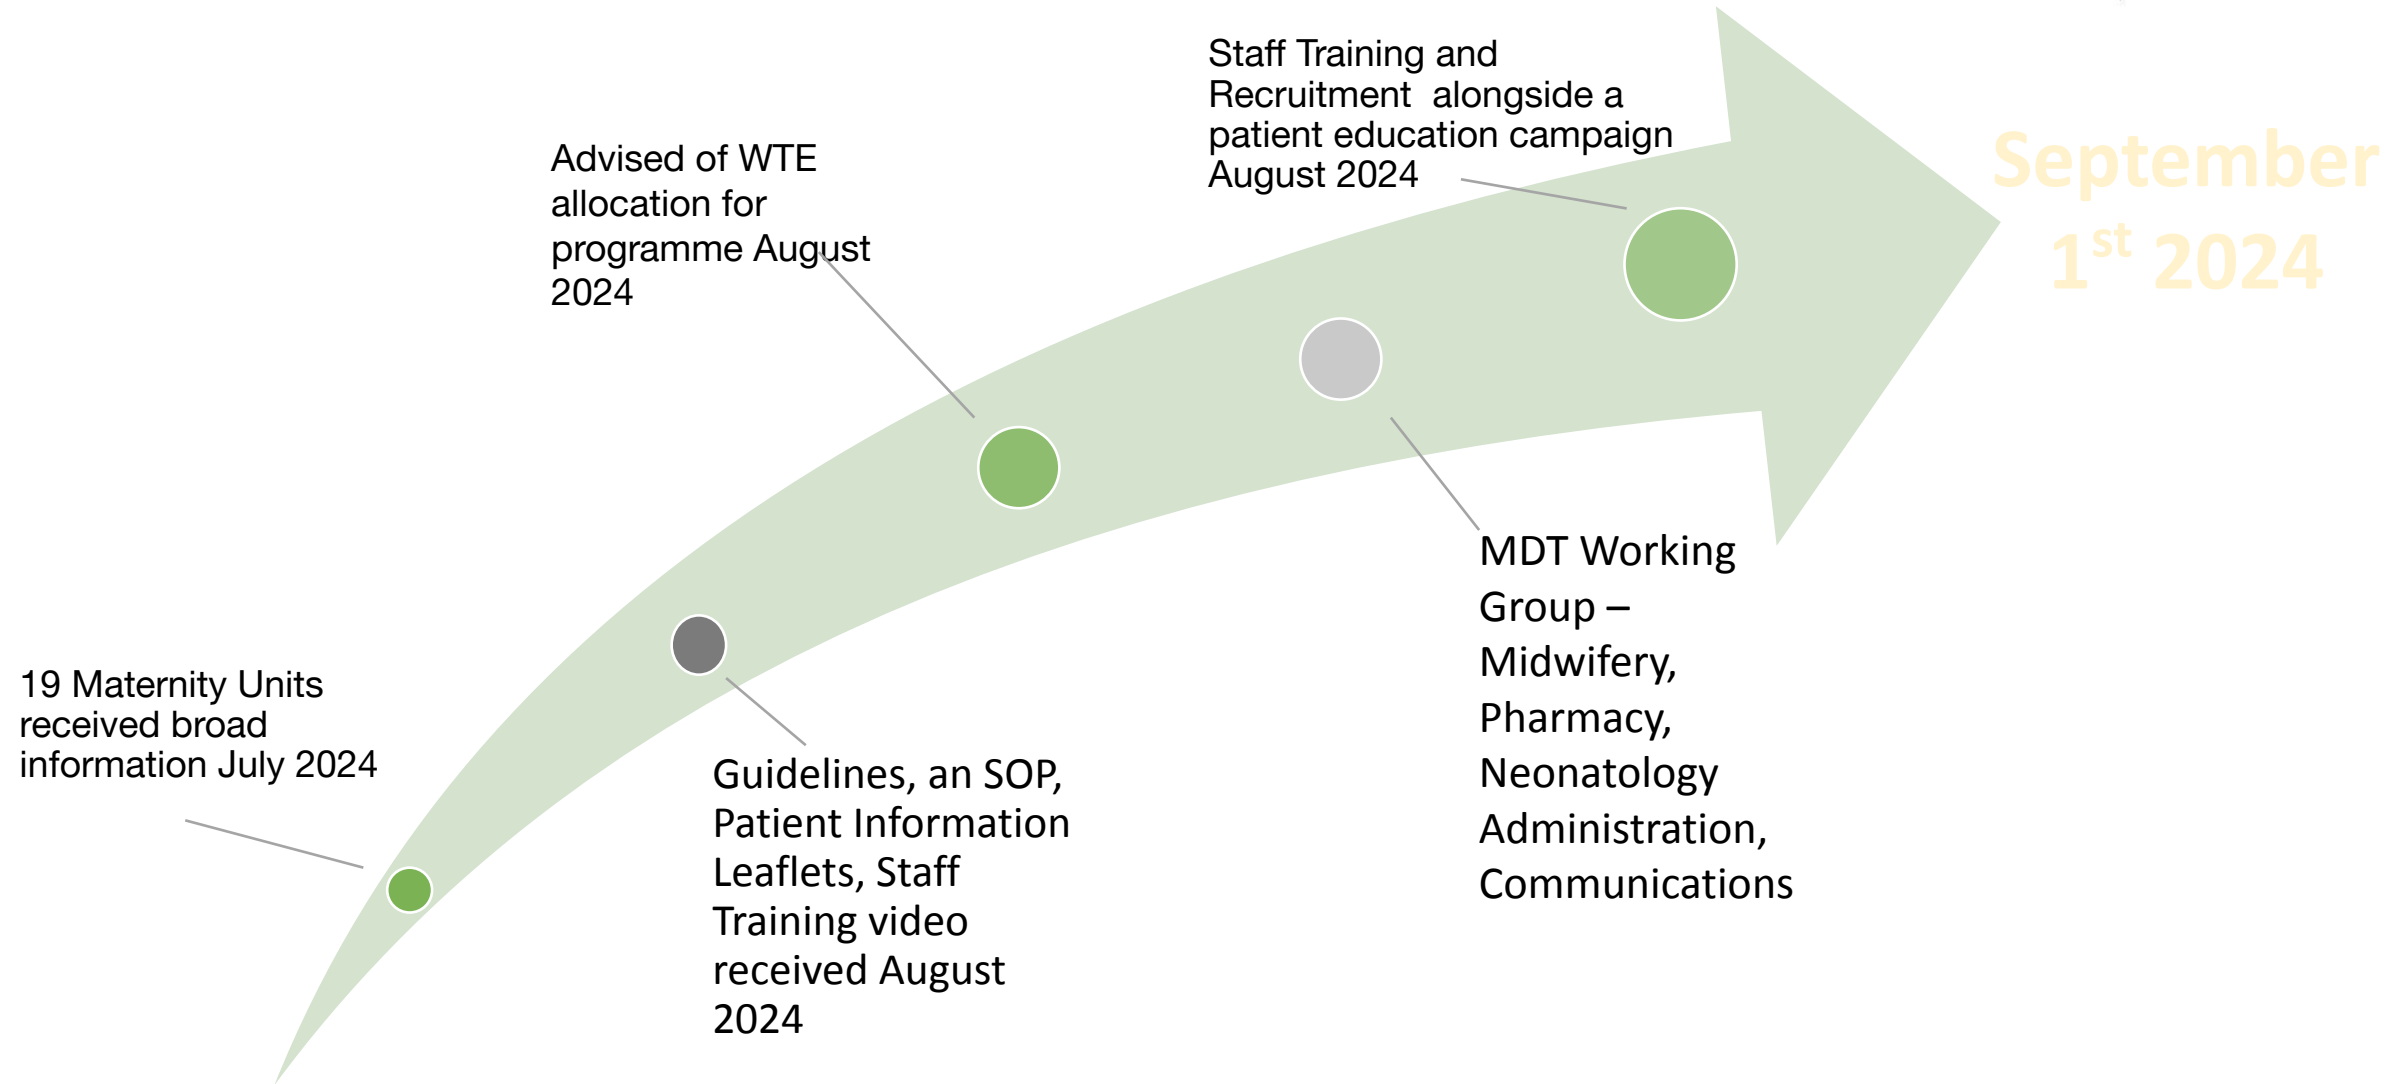 19 Maternity Units
received broad
information July 2024
Guidelines, an SOP,
Patient Information
Leaflets, Staff
Training video
received August
2024
Advised of WTE
allocation for
programme August
2024
MDT Working
Group –
Midwifery,
Pharmacy,
Neonatology
Administration,
Communications
Staff Training and
Recruitment  alongside a
patient education campaign
August 2024
September
1st 2024